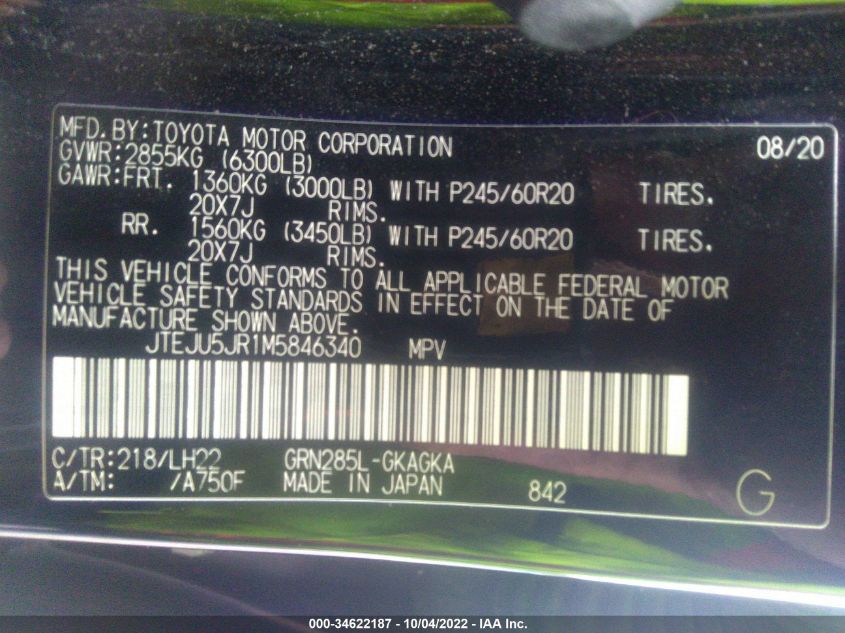 MFD.BY:TOYOTA MOTOR CORPORATION 08/20
GVWR:2855KG (6300LB)
GAWR:FRT. 1360KG (3000LB) WITH P245/60R20 TIRES.
20X7J RIMS.
RR. 1560KG (3450LB) WITH P245/60R20 TIRES.
20X7J RIMS.
THIS VEHICLE CONFORMS TO ALL APPLICABLE FEDERAL MOTOR
VEHICLE SAFETY STANDARDS IN EFFECT ON THE DATE OF
MANUFACTURE SHOWN ABOVE.
JTEJU5JR1M5846340 MPV
C/TR:218/LH22 GRN285L-GKAGKA
A/TM: /A750F MADE IN JAPAN 842 G
000-34622187 - 10/04/2022 - IAA Inc.